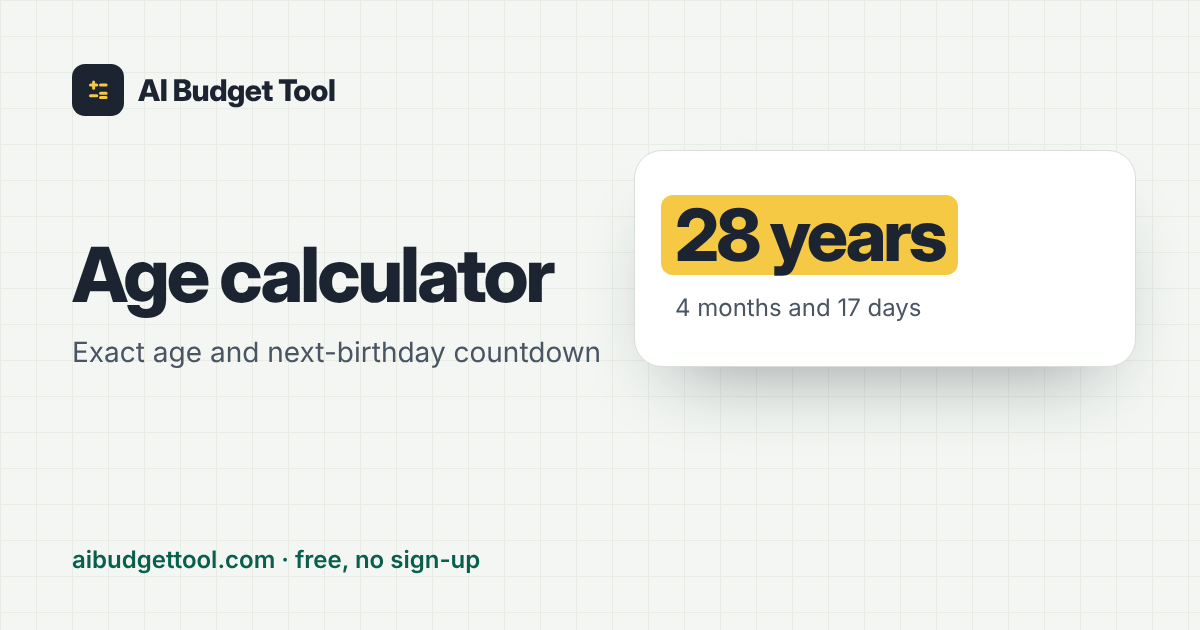 AI Budget Tool
Age calculator
Exact age and next-birthday countdown
28 years
4 months and 17 days
aibudgettool.com · free, no sign-up